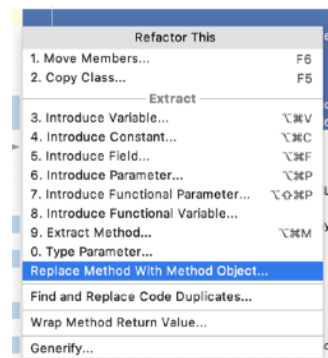 Refactor This
1. Move Members... F6
2. Copy Class... F5
Extract
3. Introduce Variable... ⌥⌘V
4. Introduce Constant... ⌥⌘C
5. Introduce Field... ⌥⌘F
6. Introduce Parameter... ⌥⌘P
7. Introduce Functional Parameter... ⌥⇧⌘P
8. Introduce Functional Variable...
9. Extract Method... ⌥⌘M
0. Type Parameter...
Replace Method With Method Object...
Find and Replace Code Duplicates...
Wrap Method Return Value...
Generify...